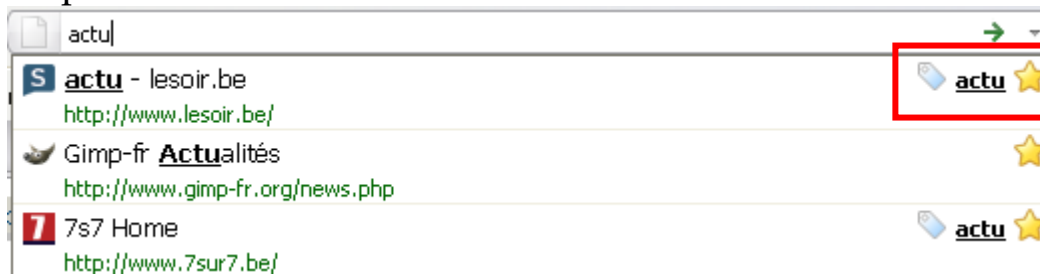 actu
actu - lesoir.be actu
http://www.lesoir.be/
Gimp-fr Actualités
http://www.gimp-fr.org/news.php
7s7 Home actu
http://www.7sur7.be/